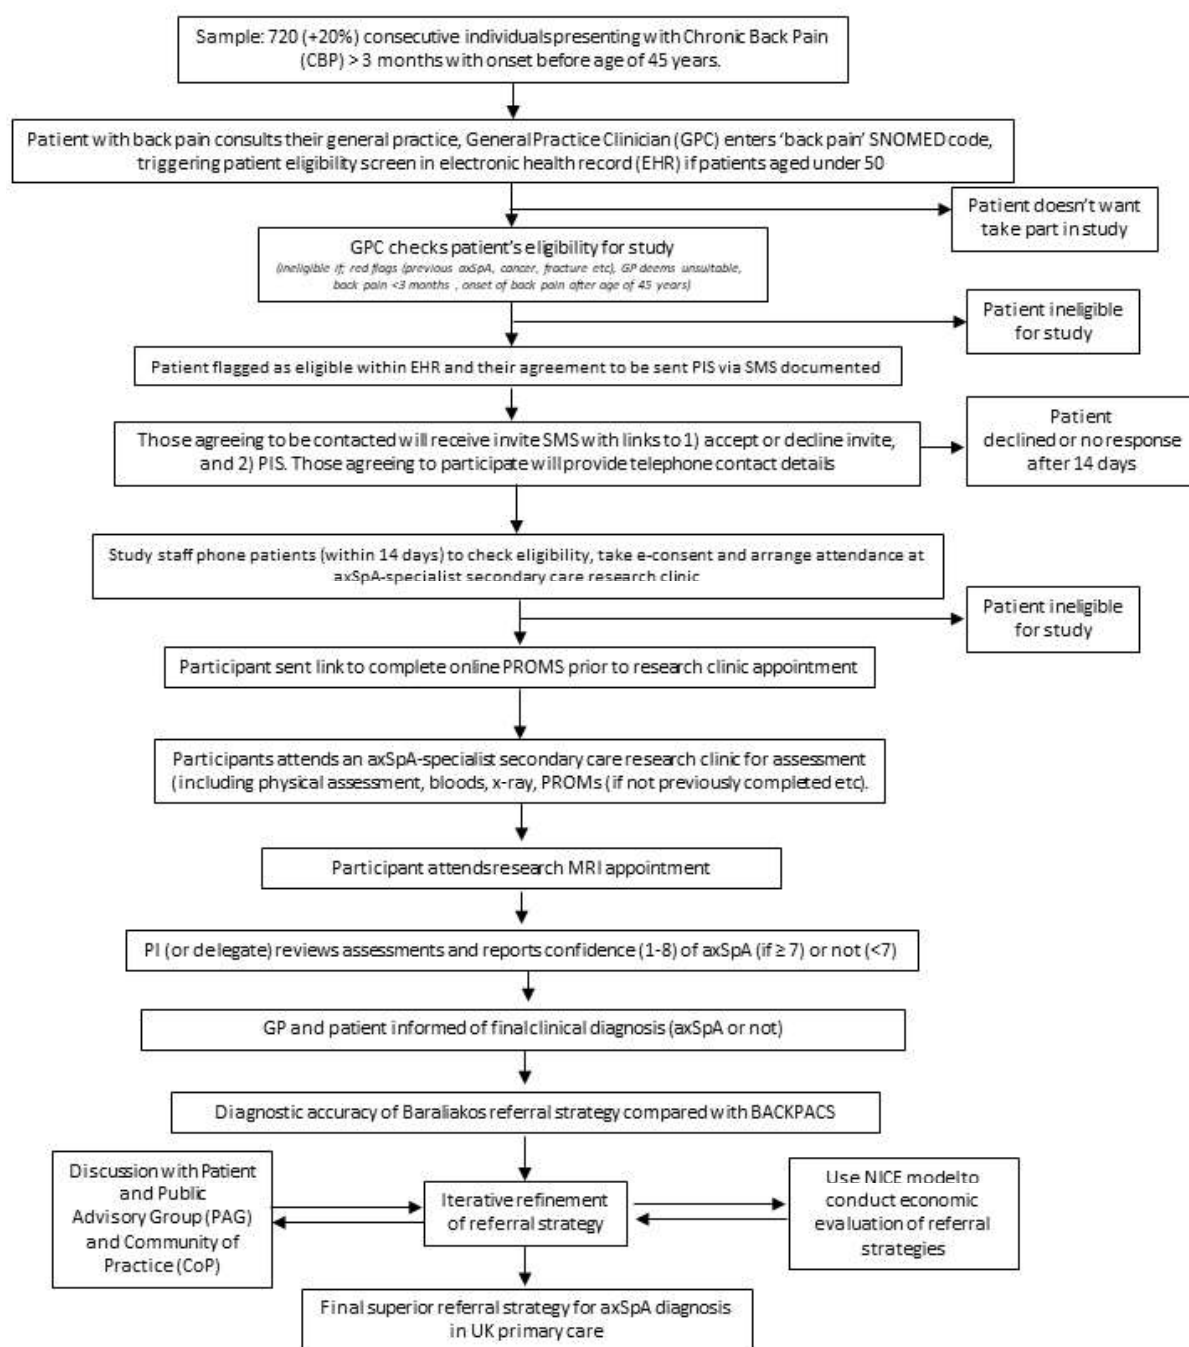 Sample: 720 (+20%) consecutive individuals presenting with Chronic Back Pain
(CBP) > 3 months with onset before age of 45 years.
Patient with back pain consults their general practice, General Practice Clinician (GPC) enters ‘back pain’ SNOMED code,
triggering patient eligibility screen in electronic health record (EHR) if patients aged under 50
Patient doesn’t want
take part in study
GPC checks patient’s eligibility for study
(ineligible if; red flags (previous axSpA, cancer, fracture etc), GP deems unsuitable,
back pain <3 months , onset of back pain after age of 45 years)
Patient ineligible
for study
Patient flagged as eligible within EHR and their agreement to be sent PIS via SMS documented
Those agreeing to be contacted will receive invite SMS with links to 1) accept or decline invite,
and 2) PIS. Those agreeing to participate will provide telephone contact details
Patient
declined or no response
after 14 days
Study staff phone patients (within 14 days) to check eligibility, take e-consent and arrange attendance at
axSpA-specialist secondary care research clinic
Patient ineligible
for study
Participant sent link to complete online PROMS prior to research clinic appointment
Participants attends an axSpA-specialist secondary care research clinic for assessment
(including physical assessment, bloods, x-ray, PROMs (if not previously completed etc).
Participant attends research MRI appointment
PI (or delegate) reviews assessments and reports confidence (1-8) of axSpA (if ≥ 7) or not (<7)
GP and patient informed of final clinical diagnosis (axSpA or not)
Diagnostic accuracy of Baraliakos referral strategy compared with BACKPACS
Discussion with Patient
and Public
Advisory Group (PAG)
and Community of
Practice (CoP)
Iterative refinement
of referral strategy
Use NICE model to
conduct economic
evaluation of referral
strategies
Final superior referral strategy for axSpA diagnosis
in UK primary care